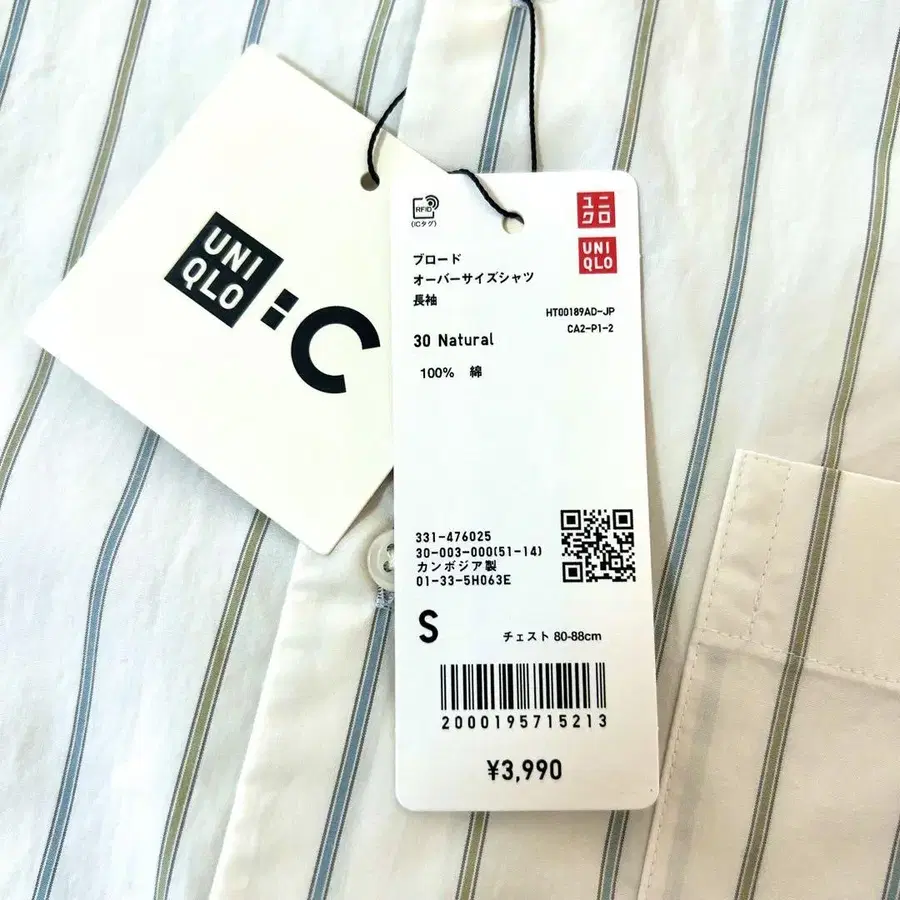 UNI
QLO
:C
RFID
(ICタグ)
ユニ
クロ
UNI
QLO
ブロード
オーバーサイズシャツ
長袖
HT00189AD-JP
CA2-P1-2
30 Natural
100% 綿
331-476025
30-003-000(51-14)
カンボジア製
01-33-5H063E
S
チェスト 80-88cm
2000195715213
¥3,990